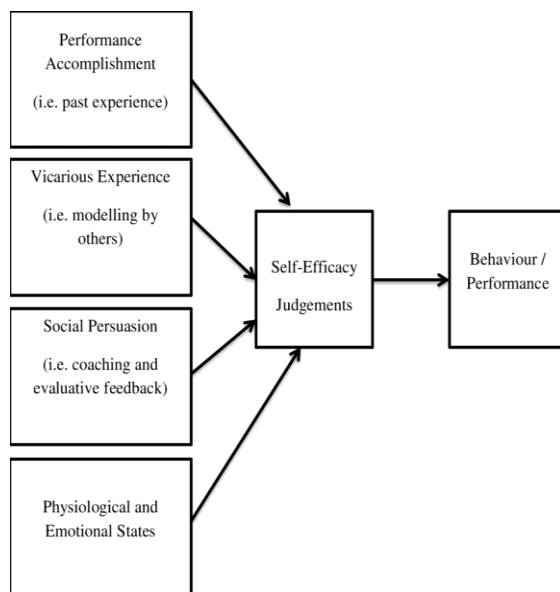 Performance
Accomplishment
(i.e. past experience)
Vicarious Experience
(i.e. modelling by
others)
Social Persuasion
(i.e. coaching and
evaluative feedback)
Physiological and
Emotional States
Self-Efficacy
Judgements
Behaviour /
Performance